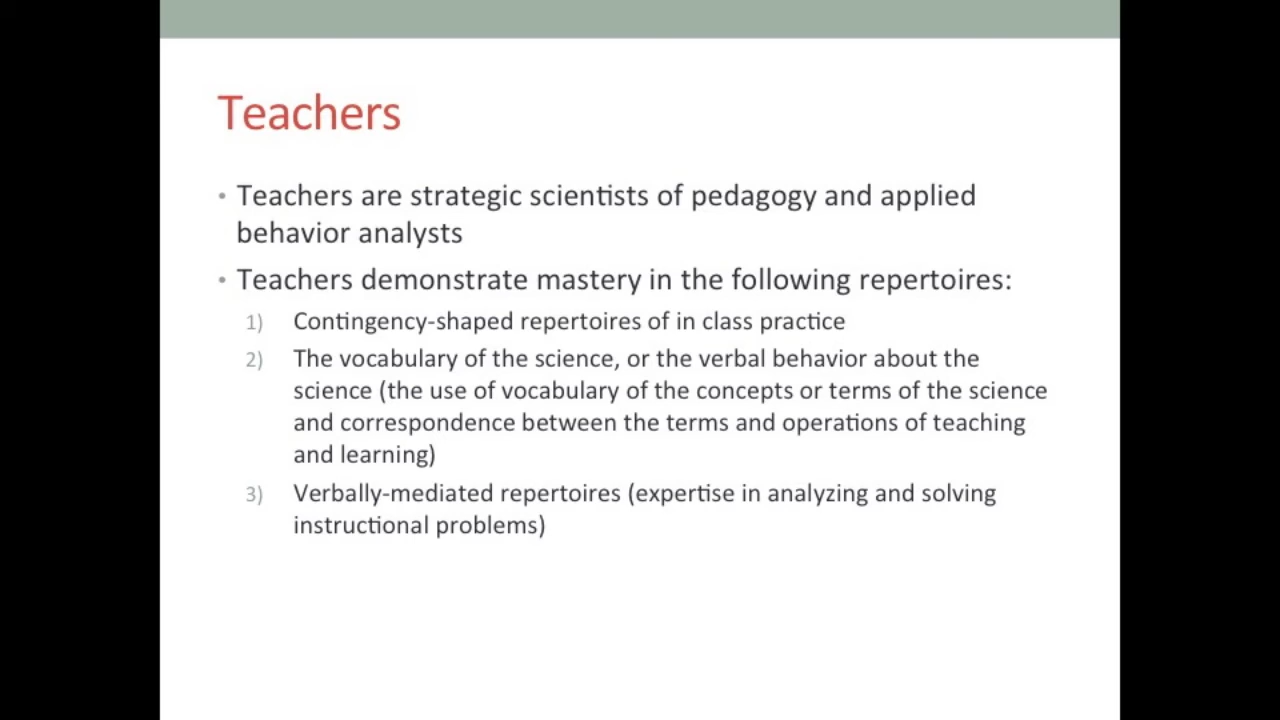 Teachers
• Teachers are strategic scientists of pedagogy and applied
behavior analysts
• Teachers demonstrate mastery in the following repertoires:
1) Contingency-shaped repertoires of in class practice
2) The vocabulary of the science, or the verbal behavior about the
science (the use of vocabulary of the concepts or terms of the science
and correspondence between the terms and operations of teaching
and learning)
3) Verbally-mediated repertoires (expertise in analyzing and solving
instructional problems)